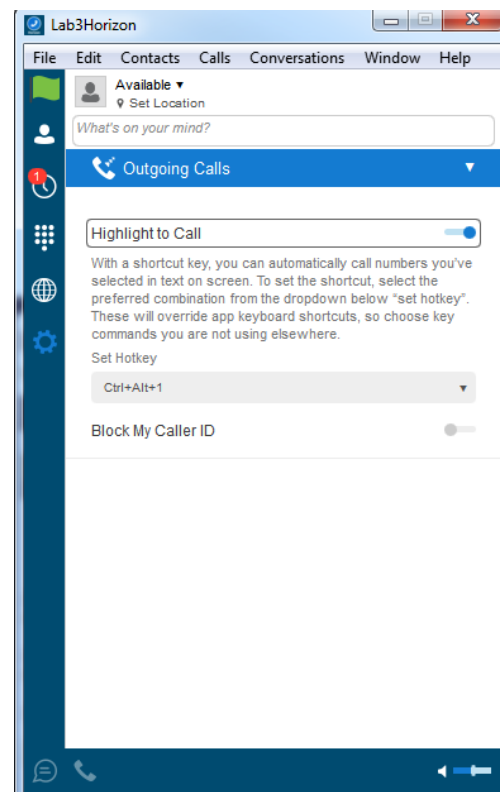 Lab3Horizon
File Edit Contacts Calls Conversations Window Help
Available
Set Location
What's on your mind?
1
Outgoing Calls
Highlight to Call
With a shortcut key, you can automatically call numbers you've
selected in text on screen. To set the shortcut, select the
preferred combination from the dropdown below “set hotkey”.
These will override app keyboard shortcuts, so choose key
commands you are not using elsewhere.
Set Hotkey
Ctrl+Alt+1
Block My Caller ID